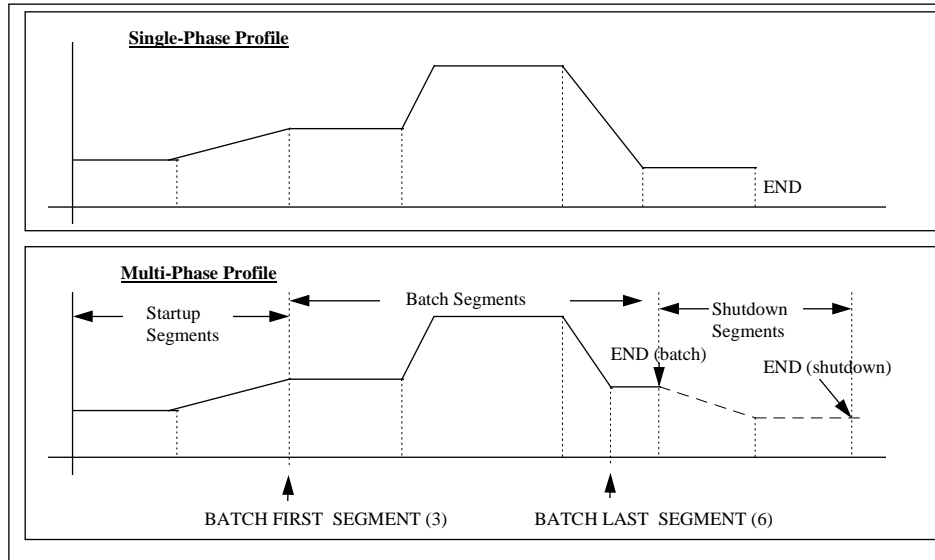 Single-Phase Profile
END
Multi-Phase Profile
Startup
Segments
Batch Segments
Shutdown
Segments
END (batch)
END (shutdown)
BATCH FIRST SEGMENT (3)
BATCH LAST SEGMENT (6)